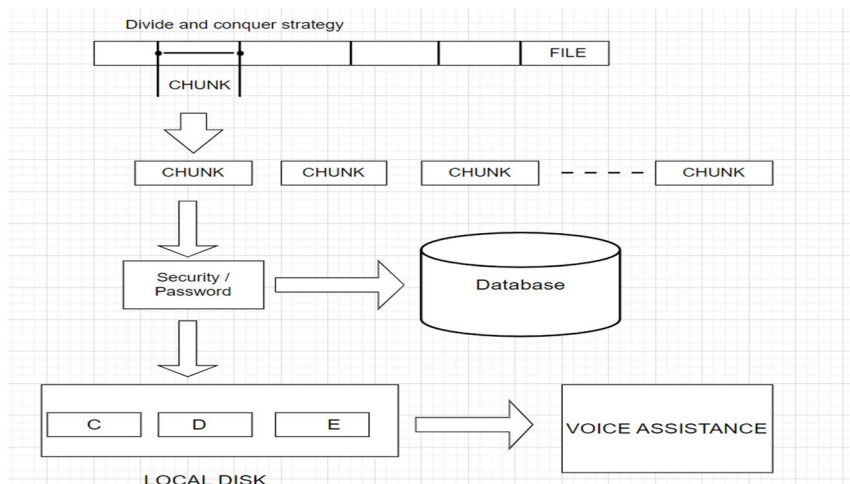 Divide and conquer strategy
FILE
CHUNK
CHUNK
CHUNK
CHUNK
CHUNK
Security /
Password
Database
C
D
E
VOICE ASSISTANCE
LOCAL DISK